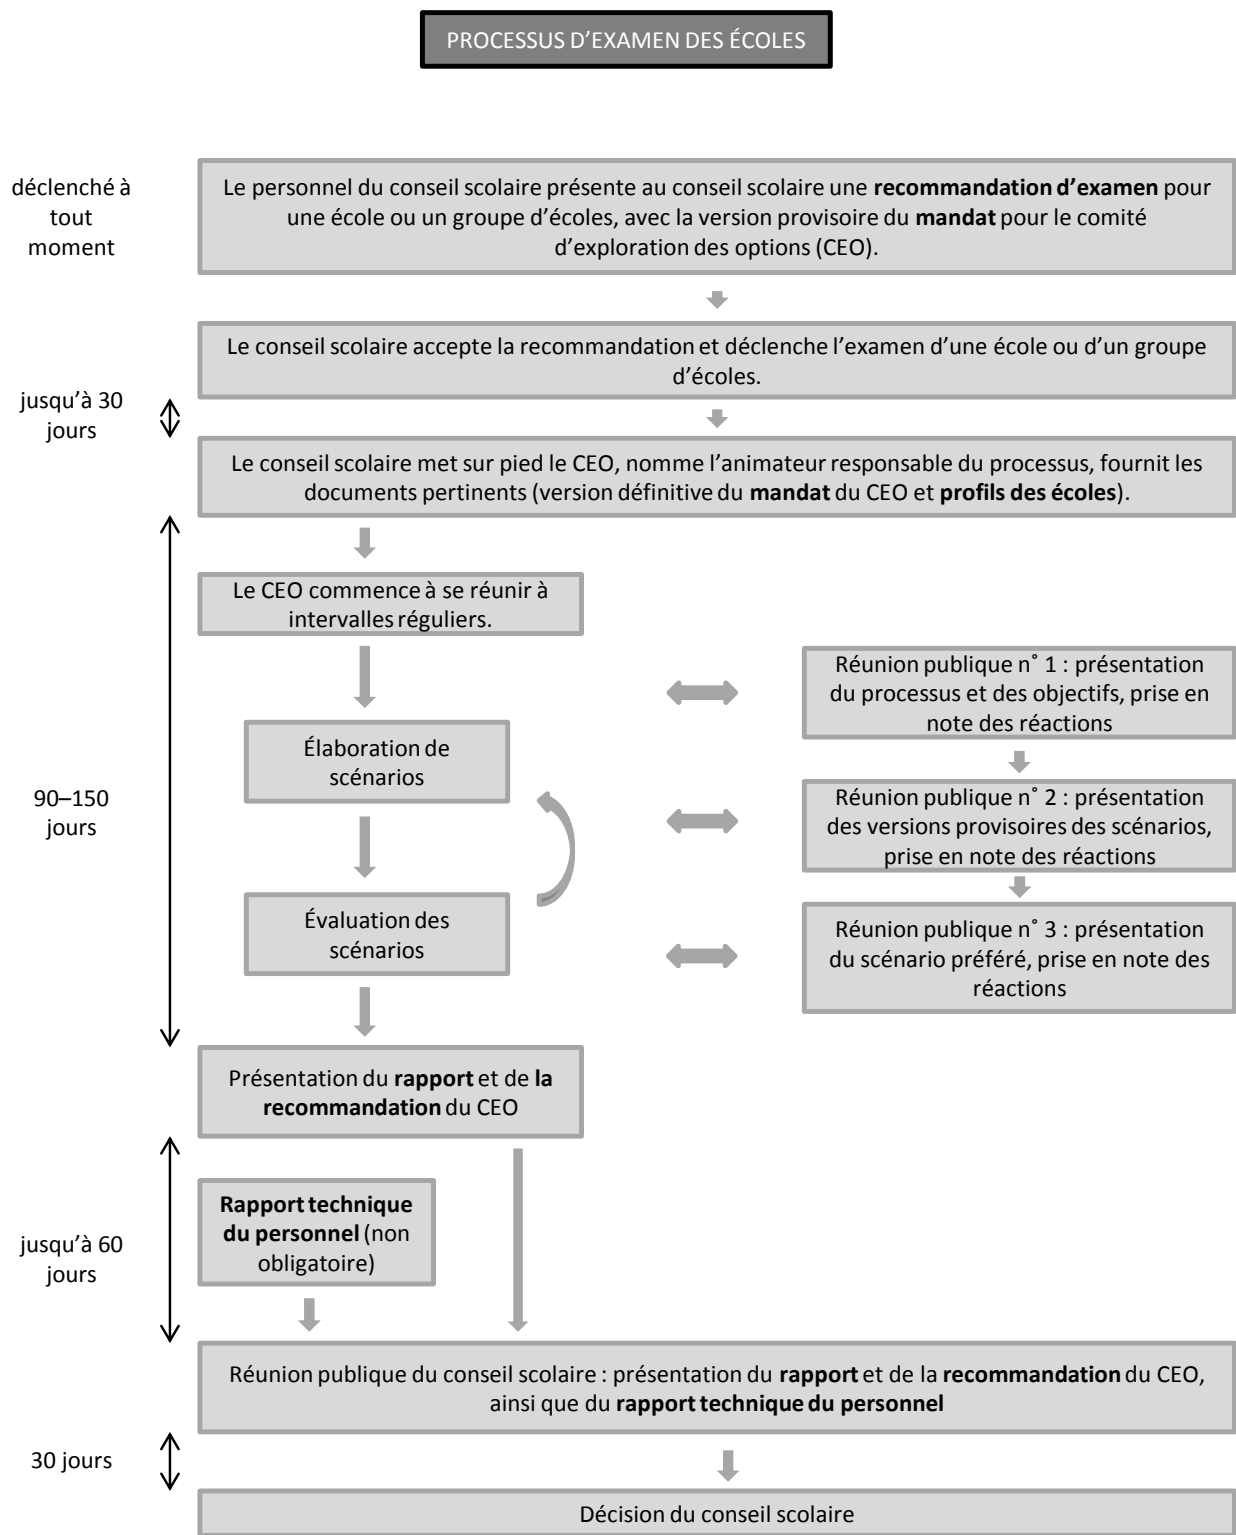 PROCESSUS D’EXAMEN DES ÉCOLES
déclenché à
tout
moment
Le personnel du conseil scolaire présente au conseil scolaire une recommandation d’examen pour
une école ou un groupe d’écoles, avec la version provisoire du mandat pour le comité
d’exploration des options (CEO).
Le conseil scolaire accepte la recommandation et déclenche l’examen d’une école ou d’un groupe
d’écoles.
jusqu’à 30
jours
Le conseil scolaire met sur pied le CEO, nomme l’animateur responsable du processus, fournit les
documents pertinents (version définitive du mandat du CEO et profils des écoles).
90–150
jours
Le CEO commence à se réunir à
intervalles réguliers.
Élaboration de
scénarios
Évaluation des
scénarios
Réunion publique n° 1 : présentation
du processus et des objectifs, prise en
note des réactions
Réunion publique n° 2 : présentation
des versions provisoires des scénarios,
prise en note des réactions
Réunion publique n° 3 : présentation
du scénario préféré, prise en note des
réactions
Présentation du rapport et de la
recommandation du CEO
jusqu’à 60
jours
Rapport technique
du personnel (non
obligatoire)
Réunion publique du conseil scolaire : présentation du rapport et de la recommandation du CEO,
ainsi que du rapport technique du personnel
30 jours
Décision du conseil scolaire